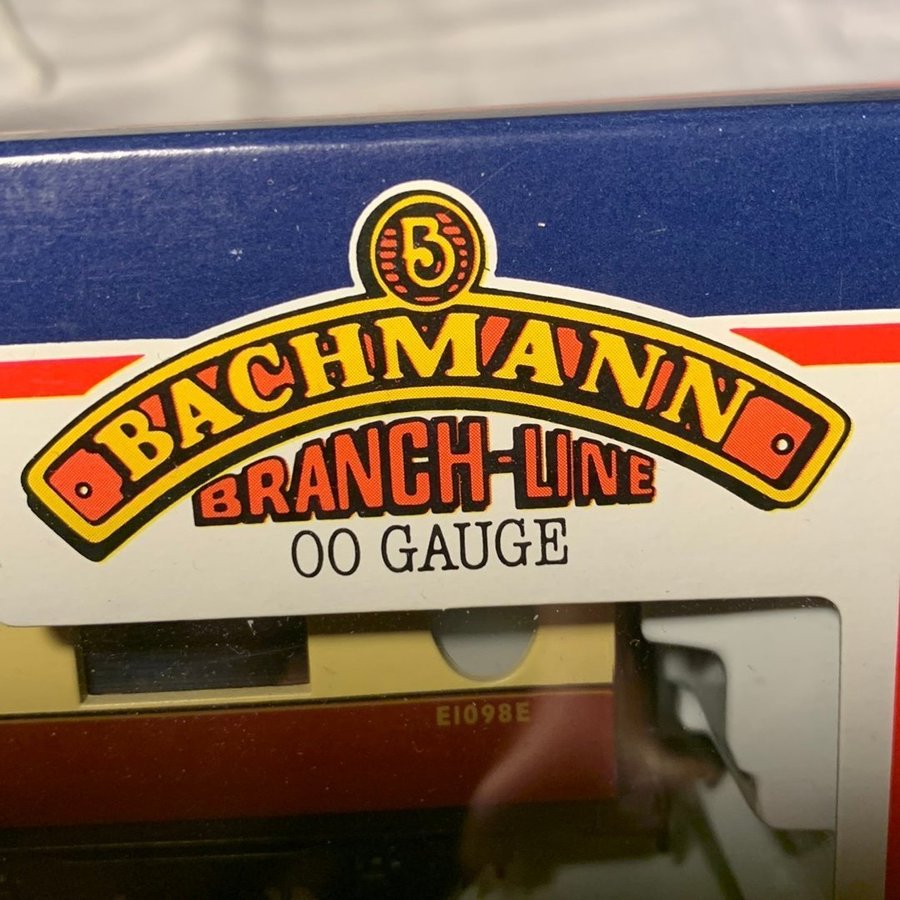 B
BACHMANN
BRANCH-LINE
OO GAUGE
E1098E